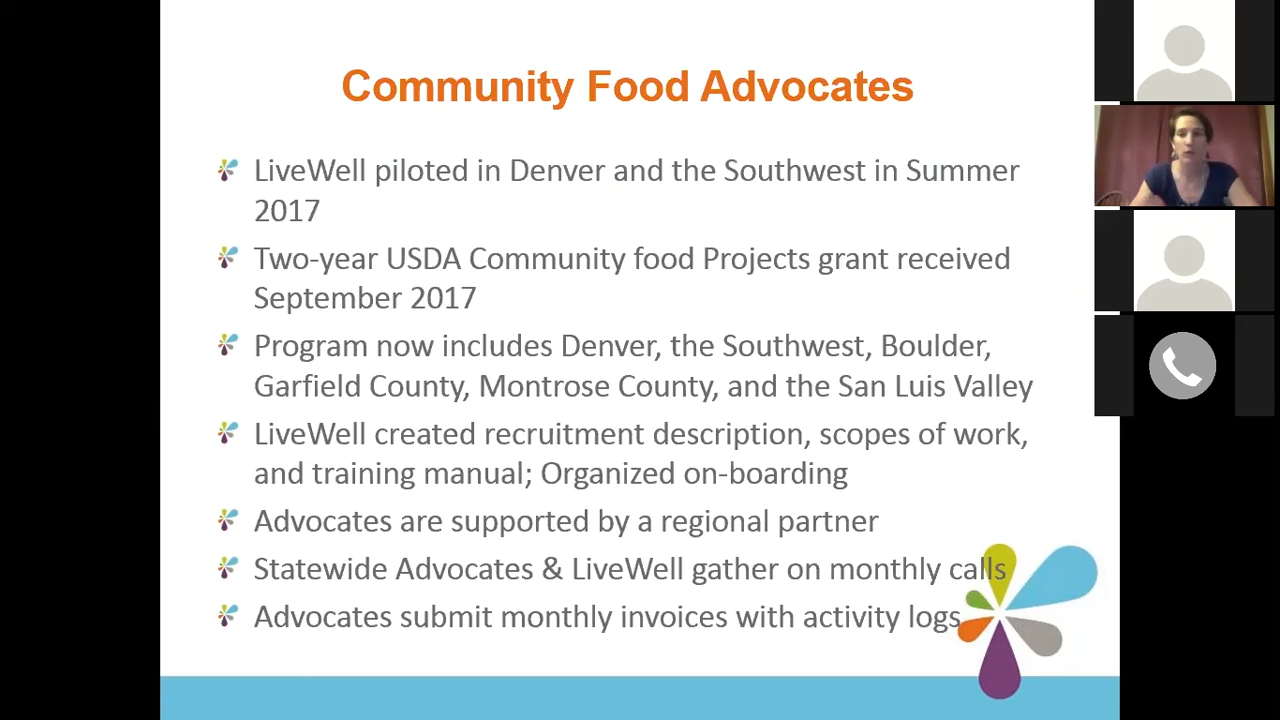 Community Food Advocates
LiveWell piloted in Denver and the Southwest in Summer
2017
Two-year USDA Community food Projects grant received
September 2017
Program now includes Denver, the Southwest, Boulder,
Garfield County, Montrose County, and the San Luis Valley
LiveWell created recruitment description, scopes of work,
and training manual; Organized on-boarding
Advocates are supported by a regional partner
Statewide Advocates & LiveWell gather on monthly calls
Advocates submit monthly invoices with activity logs